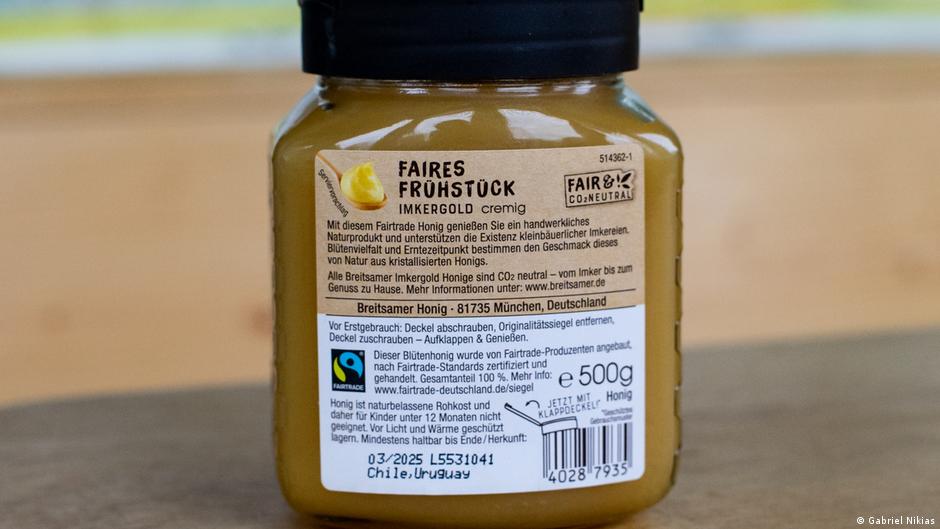 514362-1
Serviervorschlag
FAIRES
FRÜHSTÜCK
IMKERGOLD cremig
FAIR &
CO₂NEUTRAL
Mit diesem Fairtrade Honig genießen Sie ein handwerkliches
Naturprodukt und unterstützen die Existenz kleinbäuerlicher Imkereien.
Blütenvielfalt und Erntezeitpunkt bestimmen den Geschmack dieses
von Natur aus kristallisierten Honigs.
Alle Breitsamer Imkergold Honige sind CO₂ neutral – vom Imker bis zum
Genuss zu Hause. Mehr Informationen unter: www.breitsamer.de
Breitsamer Honig · 81735 München, Deutschland
Vor Erstgebrauch: Deckel abschrauben, Originalitätssiegel entfernen,
Deckel zuschrauben – Aufklappen & Genießen.
FAIRTRADE
Dieser Blütenhonig wurde von Fairtrade-Produzenten angebaut,
nach Fairtrade-Standards zertifiziert und
gehandelt. Gesamtanteil 100 %. Mehr Info:
www.fairtrade-deutschland.de/siegel
e 500g
Honig
JETZT MIT
KLAPPDECKEL!*
*Geschütztes
Gebrauchsmuster
Honig ist naturbelassene Rohkost und
daher für Kinder unter 12 Monaten nicht
geeignet. Vor Licht und Wärme geschützt
lagern. Mindestens haltbar bis Ende/Herkunft:
03/2025 L5531041
Chile,Uruguay
4028 7935
© Gabriel Nikias